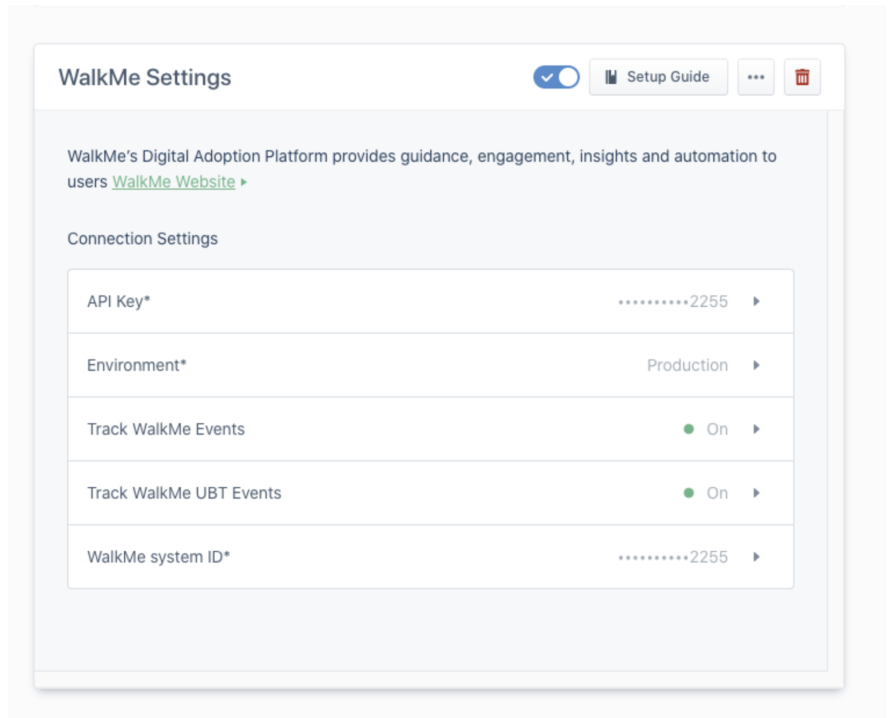 WalkMe Settings
Setup Guide
•••
WalkMe's Digital Adoption Platform provides guidance, engagement, insights and automation to
users WalkMe Website ▸
Connection Settings
API Key* ••••••••••2255
Environment* Production
Track WalkMe Events On
Track WalkMe UBT Events On
WalkMe system ID* ••••••••••2255